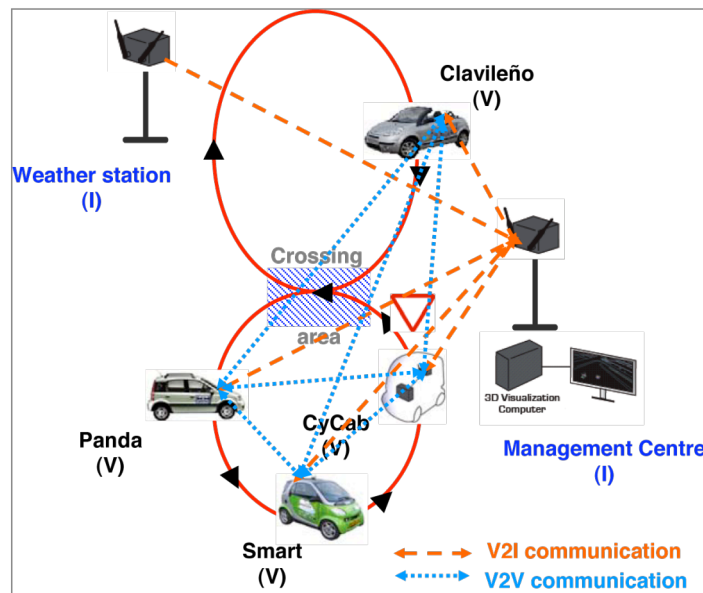 Clavileño
(V)
Weather station
(I)
Crossing
area
3D Visualization
Computer
Panda
(V)
CyCab
(V)
Management Centre
(I)
Smart
(V)
V2I communication
V2V communication